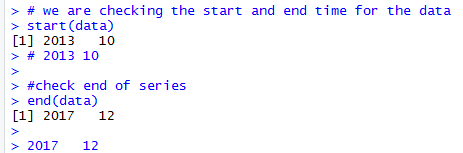 > # we are checking the start and end time for the data
> start(data)
[1] 2013   10
> # 2013 10
>
> #check end of series
> end(data)
[1] 2017   12
>
> 2017   12